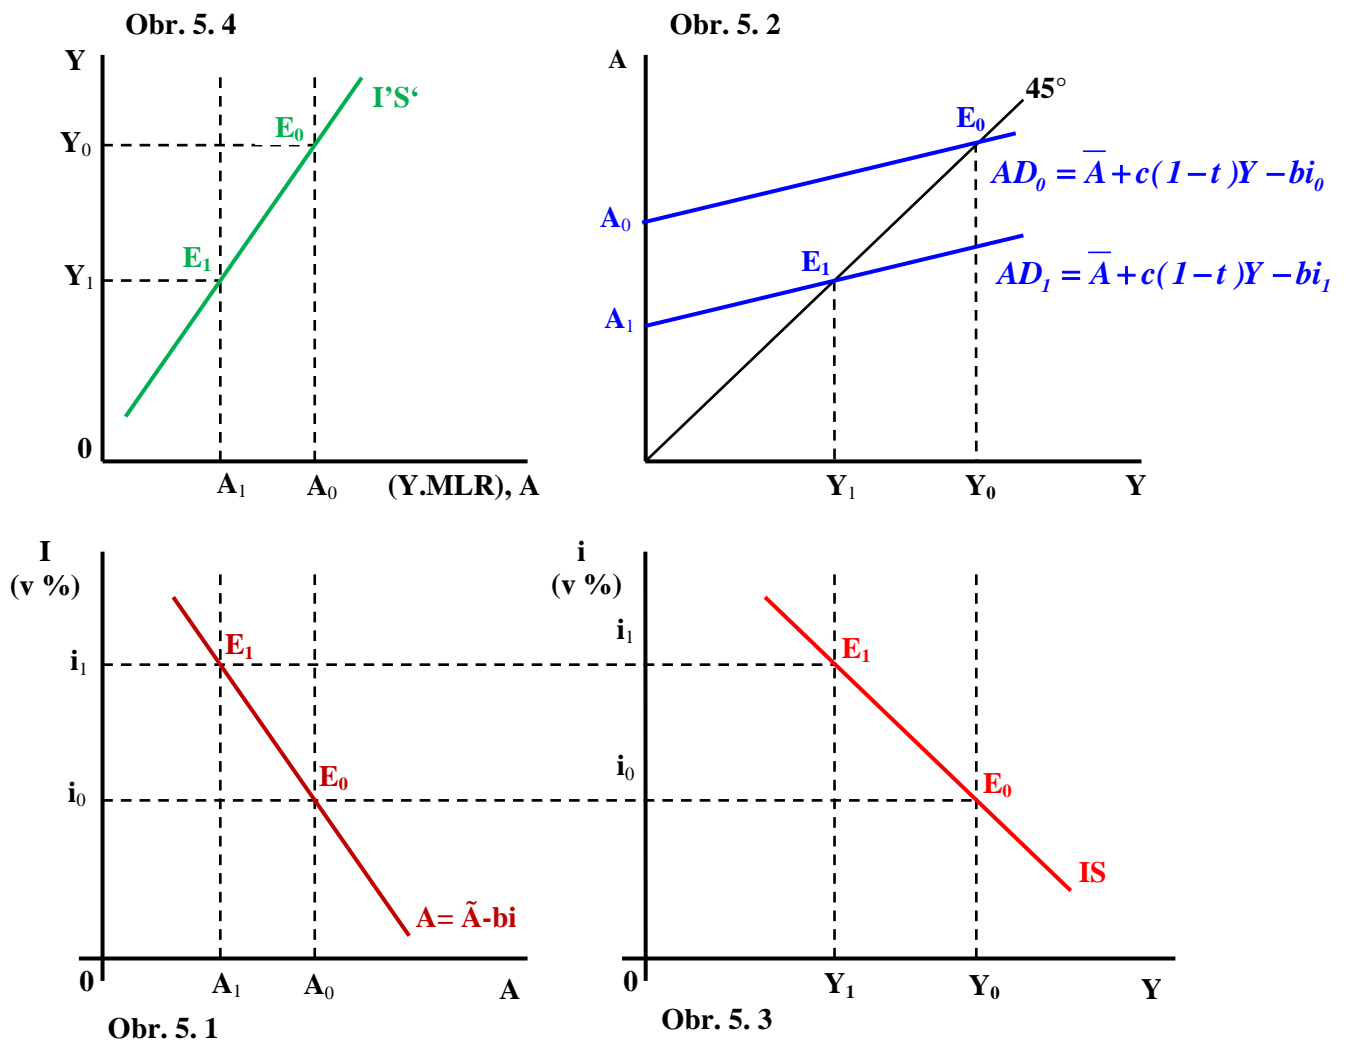 Obr. 5. 4
Y
I’S‘
E₀
Y₀
E₁
Y₁
0
A₁
A₀
(Y.MLR), A
Obr. 5. 2
A
45°
E₀
AD₀ = A̅ + c( 1 − t )Y − bi₀
A₀
E₁
AD₁ = A̅ + c( 1 − t )Y − bi₁
A₁
Y₁
Y₀
Y
I
(v %)
E₁
i₁
E₀
i₀
A= Ã-bi
0
A₁
A₀
A
Obr. 5. 1
i
(v %)
i₁
E₁
i₀
E₀
IS
0
Y₁
Y₀
Y
Obr. 5. 3